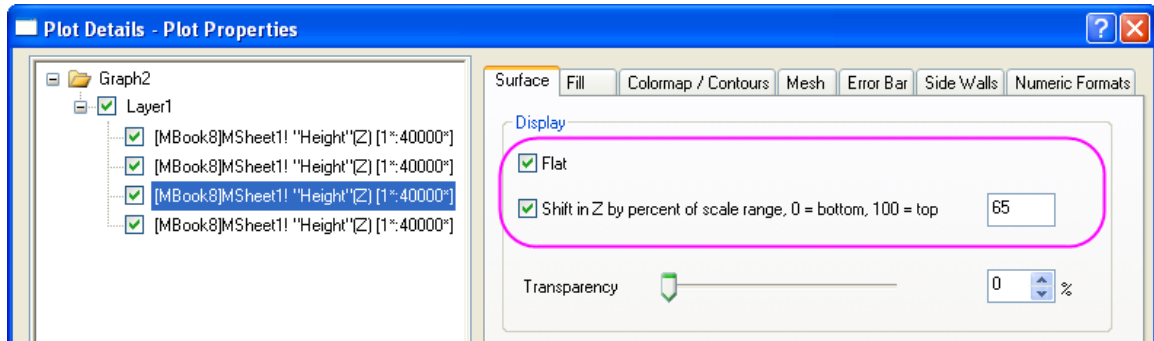 Plot Details - Plot Properties
Graph2
Layer1
[MBook8]MSheet1! "Height"(Z) [1*:40000*]
[MBook8]MSheet1! "Height"(Z) [1*:40000*]
[MBook8]MSheet1! "Height"(Z) [1*:40000*]
[MBook8]MSheet1! "Height"(Z) [1*:40000*]
Surface Fill Colormap / Contours Mesh Error Bar Side Walls Numeric Formats
Display
Flat
Shift in Z by percent of scale range, 0 = bottom, 100 = top 65
Transparency 0 %